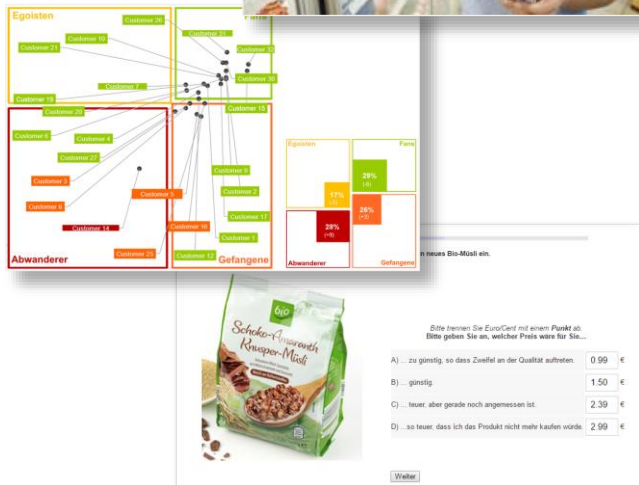 Egoisten
Fans
Customer 26
Customer 10
Customer 31
Customer 21
Customer 32
Customer 7
Customer 30
Customer 19
Customer 15
Customer 20
Customer 6
Customer 4
Customer 27
Customer 3
Customer 5
Customer 2
Customer 14
Customer 16
Customer 17
Customer 1
Customer 25
Customer 12
Abwanderer
Gefangene
Egoisten
Fans
29%
17%
26%
(+3)
28%
Abwanderer
Gefangene
n neues Bio-Müsli ein.
bio
Schoko-Amaranth
Knusper-Müsli
Bitte trennen Sie Euro/Cent mit einem Punkt ab.
Bitte geben Sie an, welcher Preis wäre für Sie...
A) ... zu günstig, so dass Zweifel an der Qualität auftreten. 0.99 €
B) ... günstig. 1.50 €
C) ... teuer, aber gerade noch angemessen ist. 2.39 €
D) ...so teuer, dass ich das Produkt nicht mehr kaufen würde. 2.99 €
Weiter